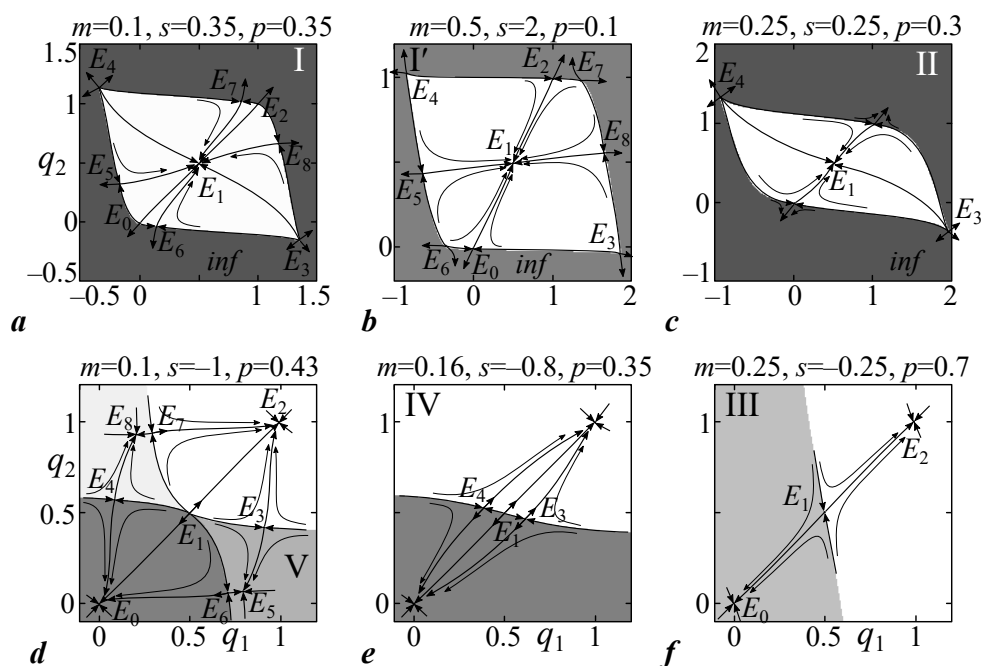 m=0.1, s=0.35, p=0.35
m=0.5, s=2, p=0.1
m=0.25, s=0.25, p=0.3
1.5
1
q2
0
–0.5
–0.5
0
1
1.5
I
E4
E7
E2
E8
E5
E1
E0
E6
E3
inf
a
2
1
0
–1
0
1
2
I′
E4
E2
E7
E1
E8
E5
E3
E6
E0
inf
b
2
1
0
–1
–1
0
1
2
II
E4
E1
E3
inf
c
m=0.1, s=–1, p=0.43
m=0.16, s=–0.8, p=0.35
m=0.25, s=–0.25, p=0.7
1
q2
0.5
0
0
0.5
q1
1
E8
E7
E2
E4
E3
E1
V
E0
E6
E5
d
1
0.5
0
0
0.5
q1
1
IV
E4
E3
E1
e
1
0.5
0
0
0.5
q1
1
III
E2
E1
E0
f